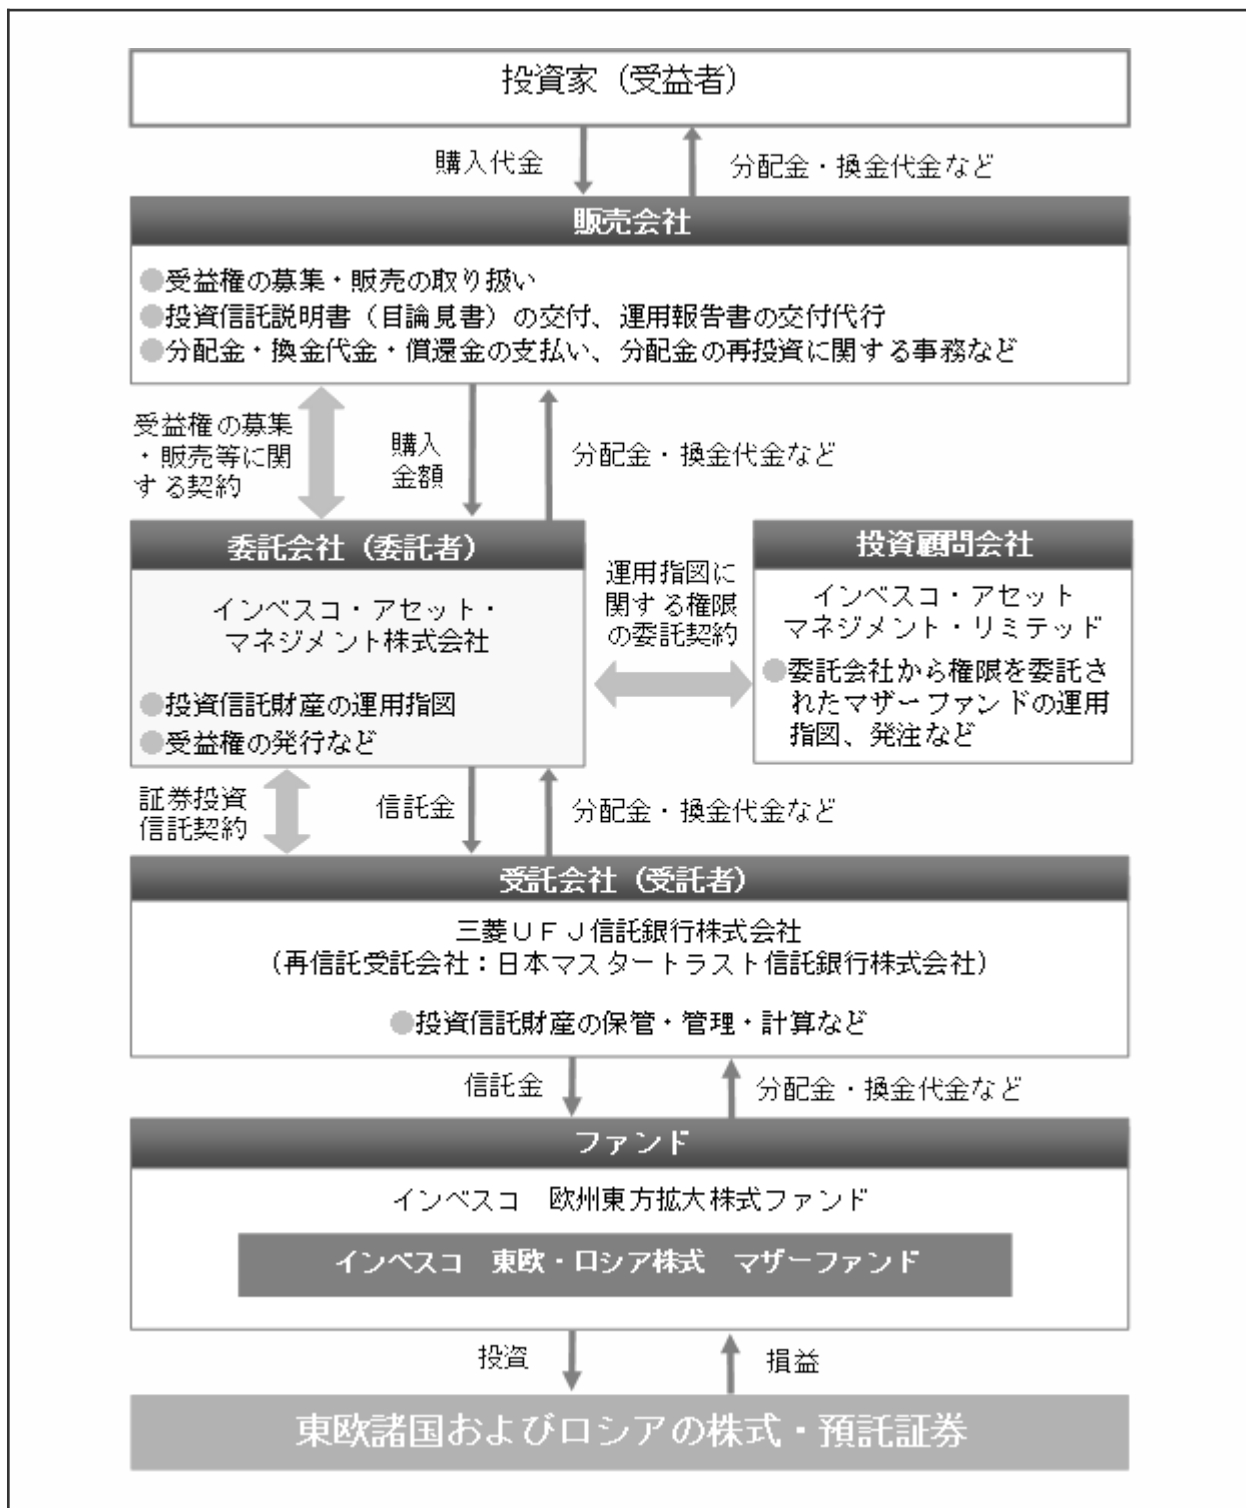 投資家（受益者）
購入代金
分配金・換金代金など
販売会社
●受益権の募集・販売の取り扱い
●投資信託説明書（目論見書）の交付、運用報告書の交付代行
●分配金・換金代金・償還金の支払い、分配金の再投資に関する事務など
受益権の募集
・販売等に関
する契約
購入
金額
分配金・換金代金など
委託会社（委託者）
インベスコ・アセット・
マネジメント株式会社
●投資信託財産の運用指図
●受益権の発行など
運用指図に
関する権限
の委託契約
投資顧問会社
インベスコ・アセット
マネジメント・リミテッド
●委託会社から権限を委託さ
れたマザーファンドの運用
指図、発注など
証券投資
信託契約
信託金
分配金・換金代金など
受託会社（受託者）
三菱ＵＦＪ信託銀行株式会社
（再信託受託会社：日本マスタートラスト信託銀行株式会社）
●投資信託財産の保管・管理・計算など
信託金
分配金・換金代金など
ファンド
インベスコ　欧州東方拡大株式ファンド
インベスコ　東欧・ロシア株式　マザーファンド
投資
損益
東欧諸国およびロシアの株式・預託証券